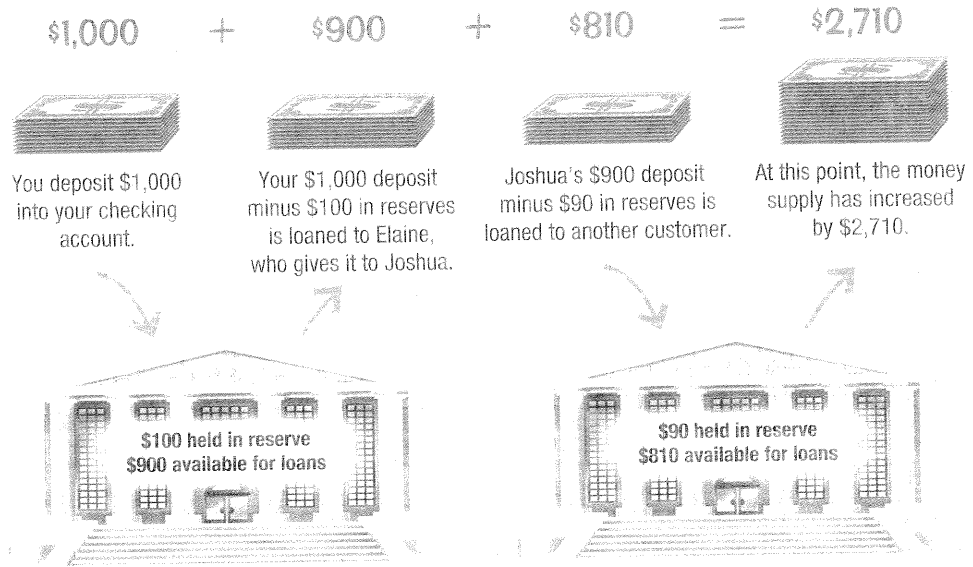 $1,000 + $900 + $810 = $2,710
You deposit $1,000
into your checking
account.
Your $1,000 deposit
minus $100 in reserves
is loaned to Elaine,
who gives it to Joshua.
Joshua's $900 deposit
minus $90 in reserves is
loaned to another customer.
At this point, the money
supply has increased
by $2,710.
$100 held in reserve
$900 available for loans
$90 held in reserve
$810 available for loans